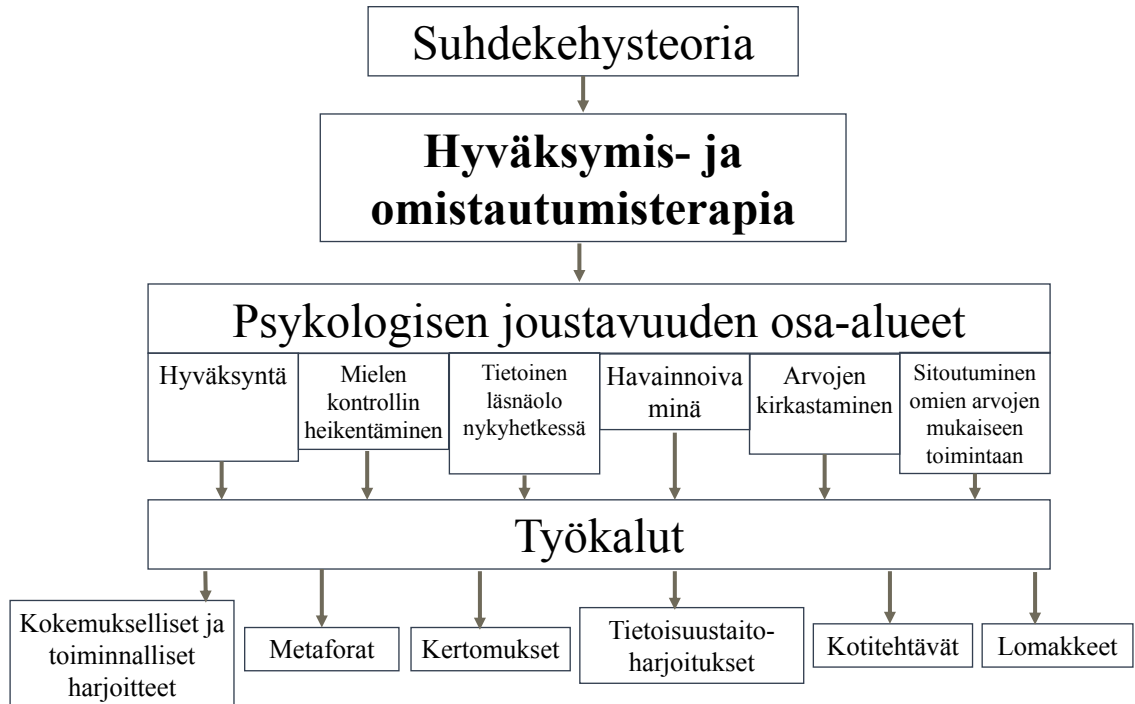 Suhdekehysteoria
Hyväksymis- ja
omistautumisterapia
Psykologisen joustavuuden osa-alueet
Hyväksyntä
Mielen
kontrollin
heikentäminen
Tietoinen
läsnäolo
nykyhetkessä
Havainnoiva
minä
Arvojen
kirkastaminen
Sitoutuminen
omien arvojen
mukaiseen
toimintaan
Työkalut
Kokemukselliset ja
toiminnalliset
harjoitteet
Metaforat
Kertomukset
Tietoisuustaito-
harjoitukset
Kotitehtävät
Lomakkeet